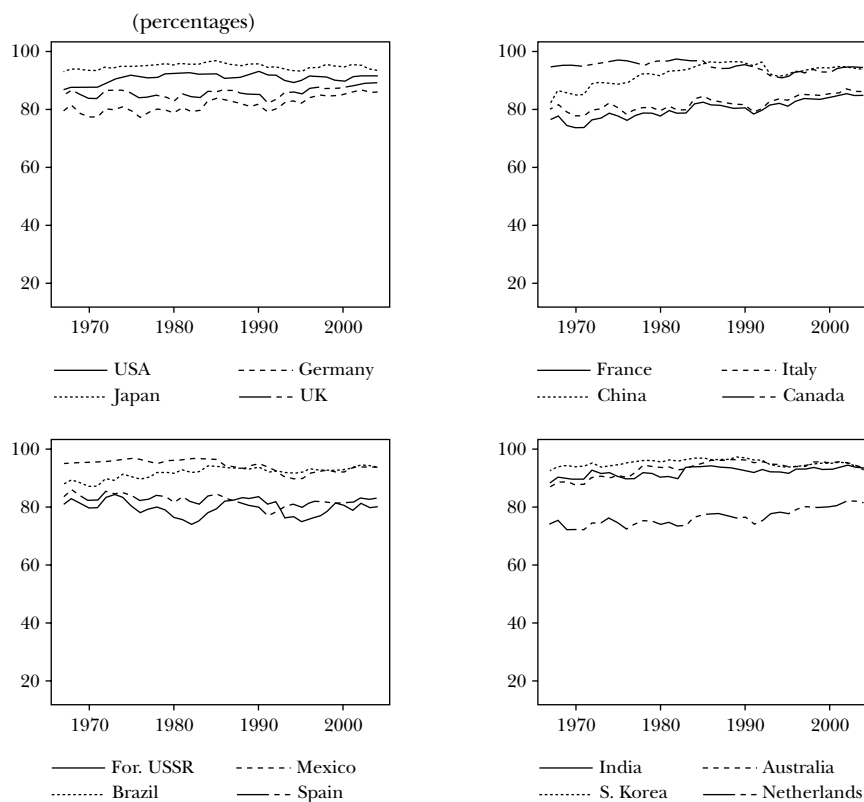 (percentages)
100
80
60
40
20
1970 1980 1990 2000
USA Germany
Japan UK
100
80
60
40
20
1970 1980 1990 2000
France Italy
China Canada
100
80
60
40
20
1970 1980 1990 2000
For. USSR Mexico
Brazil Spain
100
80
60
40
20
1970 1980 1990 2000
India Australia
S. Korea Netherlands